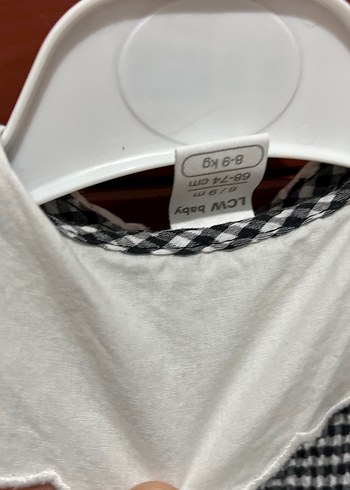 LCW baby
6 / 9 m
68-74 cm
8-9 kg